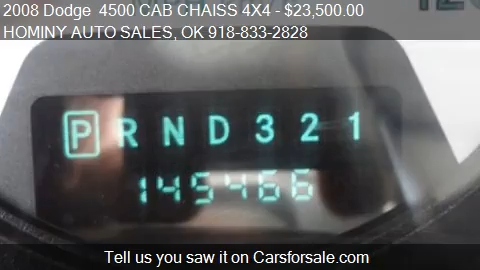 2008 Dodge 4500 CAB CHAISS 4X4 - $23,500.00
HOMINY AUTO SALES, OK 918-833-2828
P R N D 3 2 1
145466
Tell us you saw it on Carsforsale.com